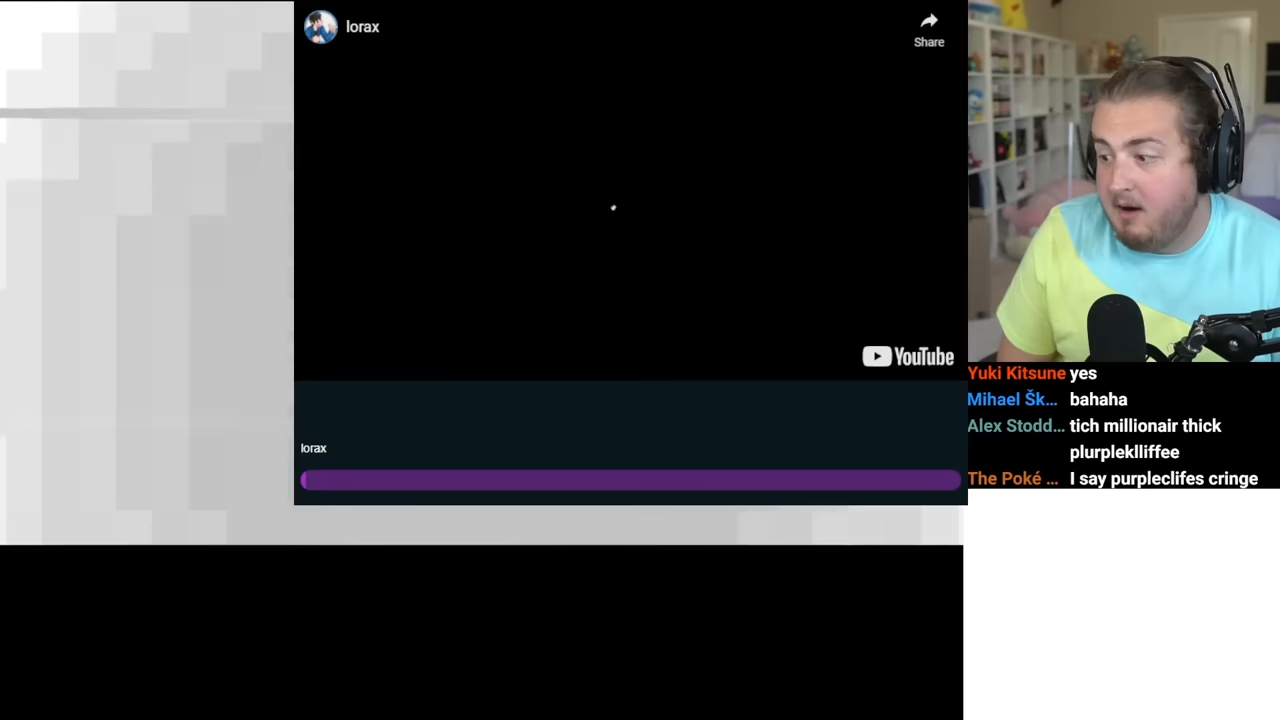 lorax
Share
YouTube
lorax
Yuki Kitsune yes
Mihael Šk... bahaha
Alex Stodd... tich millionair thick
plurpleklliffee
The Poké ... I say purpleclifes cringe